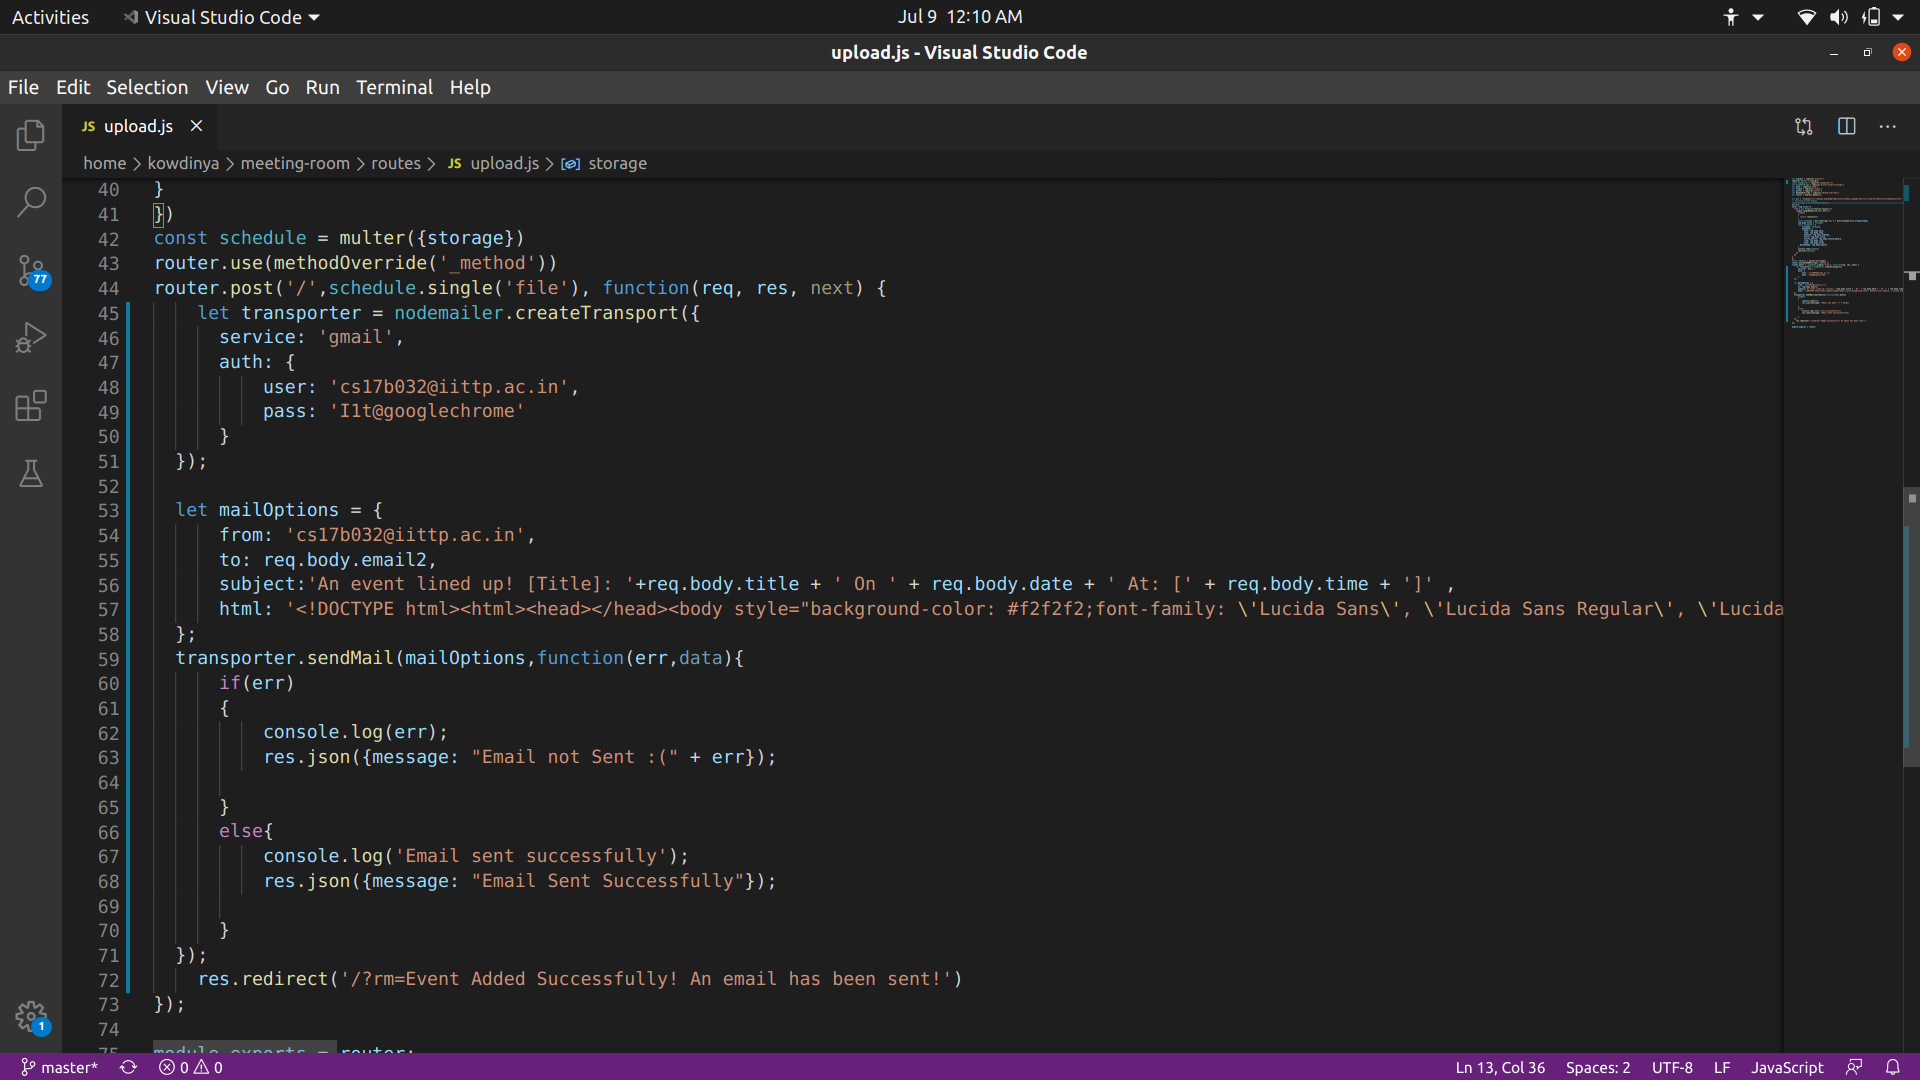 Activities Visual Studio Code Jul 9 12:10 AM
upload.js - Visual Studio Code
File Edit Selection View Go Run Terminal Help
JS upload.js
home > kowdinya > meeting-room > routes > JS upload.js > storage
40 }
41 })
42 const schedule = multer({storage})
43 router.use(methodOverride('_method'))
44 router.post('/',schedule.single('file'), function(req, res, next) {
45 let transporter = nodemailer.createTransport({
46 service: 'gmail',
47 auth: {
48 user: 'cs17b032@iittp.ac.in',
49 pass: 'I1t@googlechrome'
50 }
51 });
52
53 let mailOptions = {
54 from: 'cs17b032@iittp.ac.in',
55 to: req.body.email2,
56 subject:'An event lined up! [Title]: '+req.body.title + ' On ' + req.body.date + ' At: [' + req.body.time + ']' ,
57 html: '<!DOCTYPE html><html><head></head><body style="background-color: #f2f2f2;font-family: \'Lucida Sans\', \'Lucida Sans Regular\', \'Lucida
58 };
59 transporter.sendMail(mailOptions,function(err,data){
60 if(err)
61 {
62 console.log(err);
63 res.json({message: "Email not Sent :(" + err});
64
65 }
66 else{
67 console.log('Email sent successfully');
68 res.json({message: "Email Sent Successfully"});
69
70 }
71 });
72 res.redirect('/?rm=Event Added Successfully! An email has been sent!')
73 });
74
75 module.exports = router;
77
1
master* 0 0 Ln 13, Col 36 Spaces: 2 UTF-8 LF JavaScript